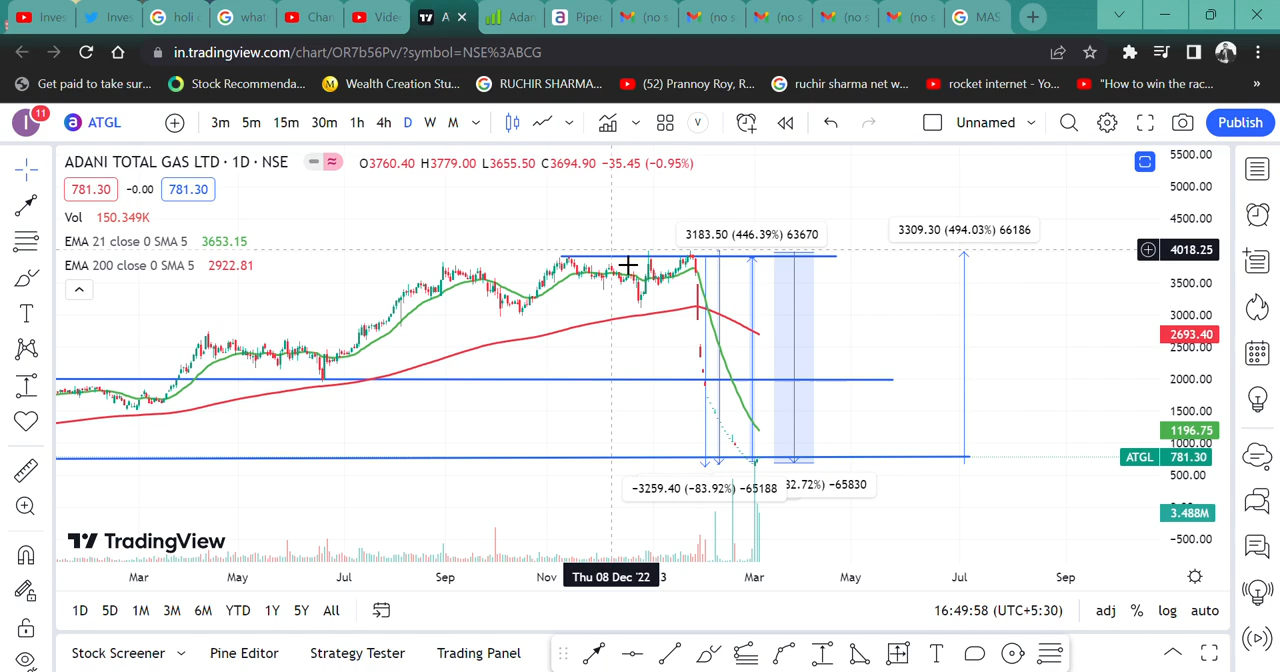 Inves
Inves
holi
what
Chan
Vide
A
Adan
Pipe
(no s
(no s
(no s
(no s
(no s
MAS
in.tradingview.com/chart/OR7b56Pv/?symbol=NSE%3ABCG
Get paid to take sur...
Stock Recommenda...
Wealth Creation Stu...
RUCHIR SHARMA...
(52) Prannoy Roy, R...
ruchir sharma net w...
rocket internet - Yo...
"How to win the rac...
»
I 11 ATGL 3m 5m 15m 30m 1h 4h D W M V Unnamed Publish
ADANI TOTAL GAS LTD · 1D · NSE O3760.40 H3779.00 L3655.50 C3694.90 −35.45 (−0.95%)
781.30 -0.00 781.30
Vol 150.349K
EMA 21 close 0 SMA 5 3653.15
EMA 200 close 0 SMA 5 2922.81
3183.50 (446.39%) 63670
3309.30 (494.03%) 66186
−3259.40 (−83.92%) −65188
32.72%) −65830
5500.00
5000.00
4500.00
4018.25
3500.00
3000.00
2693.40
2500.00
2000.00
1500.00
1196.75
1000.00
ATGL 781.30
500.00
3.488M
−500.00
TradingView
Mar May Jul Sep Nov Thu 08 Dec '22 3 Mar May Jul Sep
1D 5D 1M 3M 6M YTD 1Y 5Y All 16:49:58 (UTC+5:30) adj % log auto
Stock Screener Pine Editor Strategy Tester Trading Panel